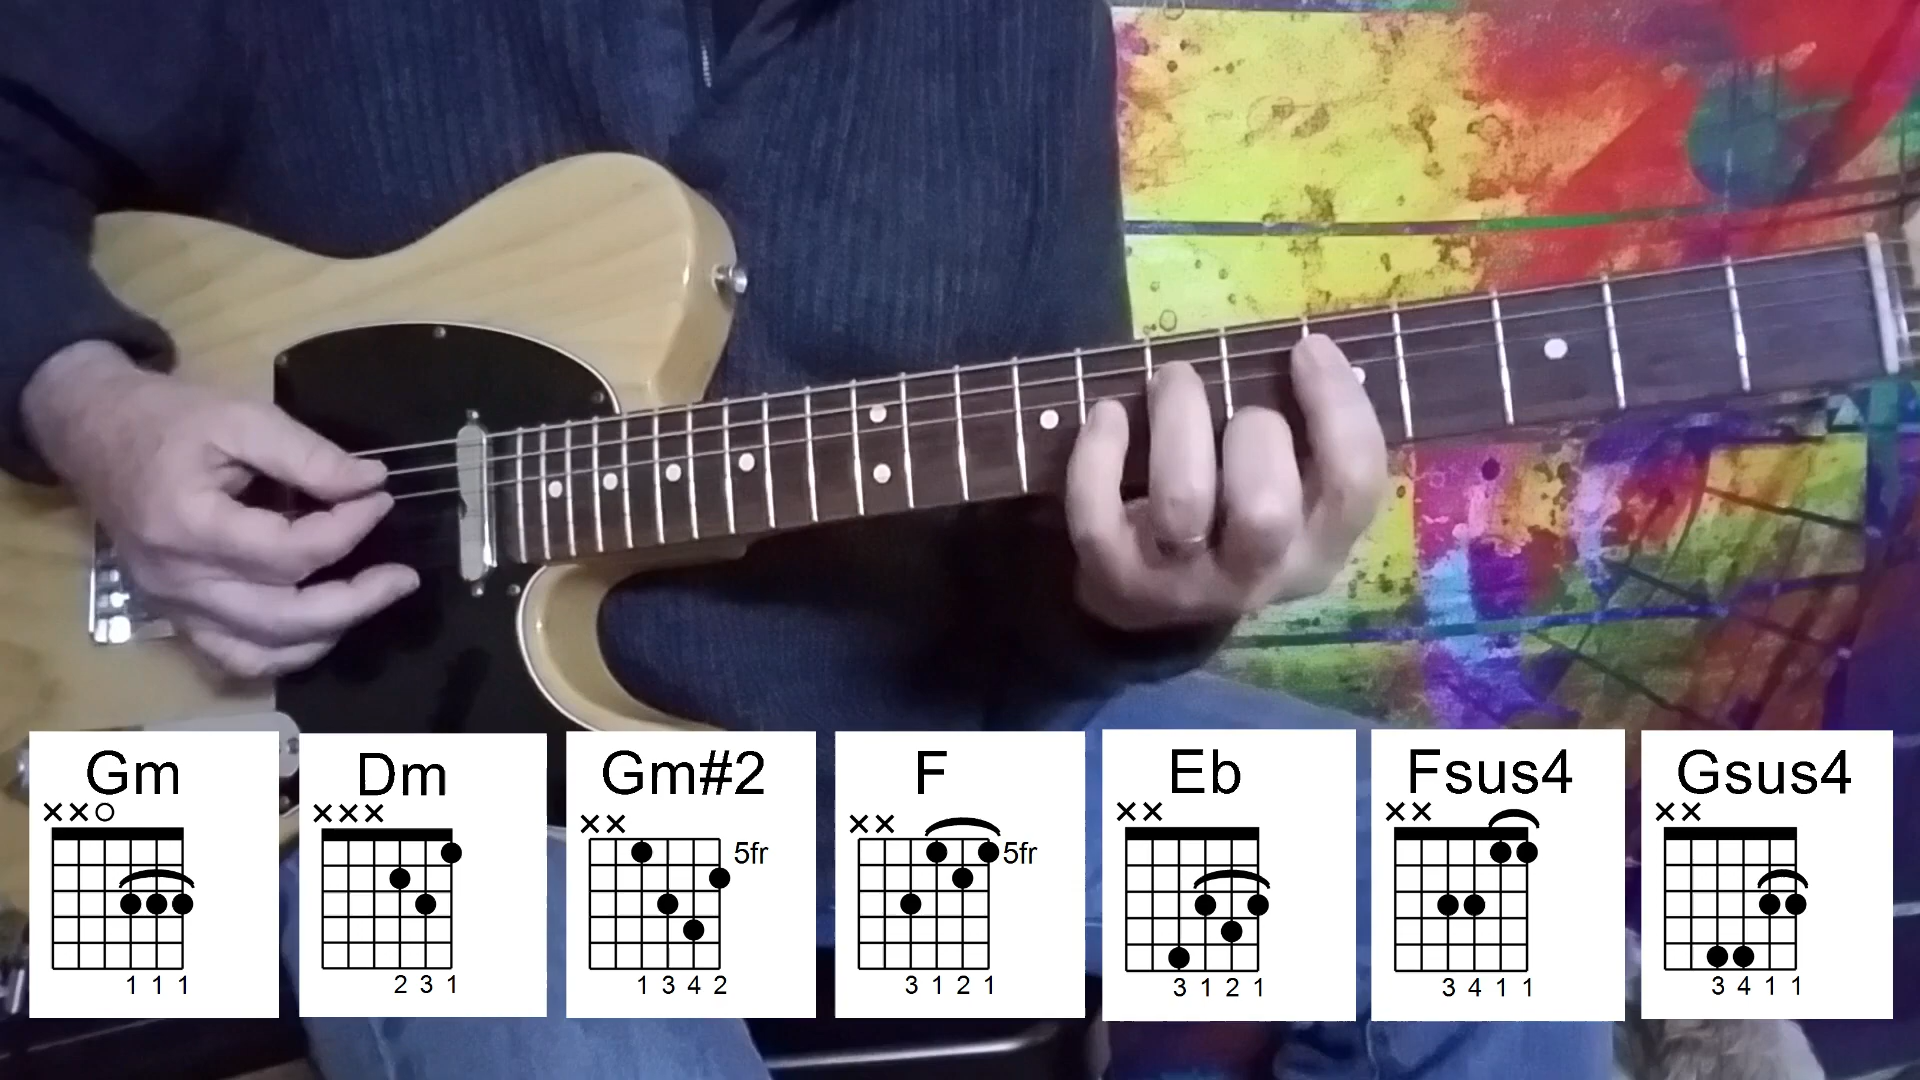 Gm
××○
1 1 1
Dm
×××
2 3 1
Gm#2
××
5fr
1 3 4 2
F
××
5fr
3 1 2 1
Eb
××
3 1 2 1
Fsus4
××
3 4 1 1
Gsus4
××
3 4 1 1